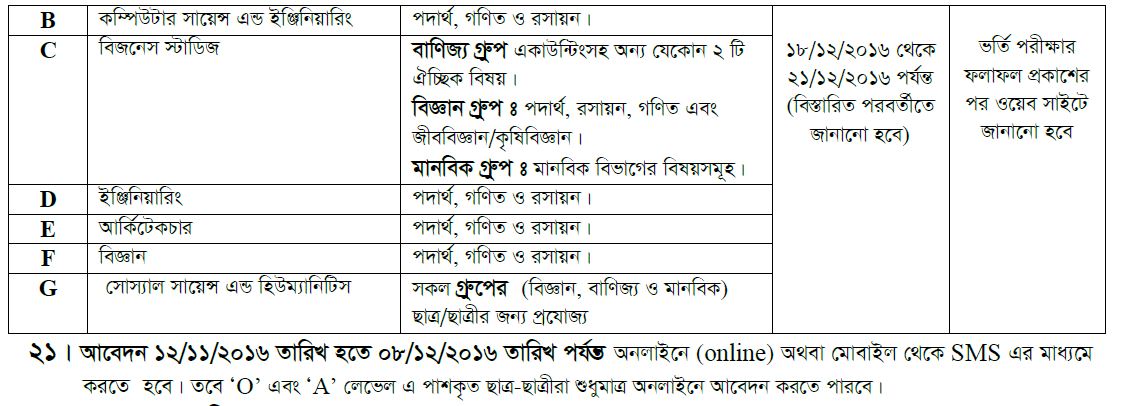 B কম্পিউটার সায়েন্স এন্ড ইঞ্জিনিয়ারিং পদার্থ, গণিত ও রসায়ন।
C বিজনেস স্টাডিজ বাণিজ্য গ্রুপ একাউন্টিংসহ অন্য যেকোন ২ টি
ঐচ্ছিক বিষয়।
বিজ্ঞান গ্রুপ ঃ পদার্থ, রসায়ন, গণিত এবং
জীববিজ্ঞান/কৃষিবিজ্ঞান।
মানবিক গ্রুপ ঃ মানবিক বিভাগের বিষয়সমূহ।
১৮/১২/২০১৬ থেকে
২১/১২/২০১৬ পর্যন্ত
(বিস্তারিত পরবর্তীতে
জানানো হবে)
ভর্তি পরীক্ষার
ফলাফল প্রকাশের
পর ওয়েব সাইটে
জানানো হবে
D ইঞ্জিনিয়ারিং পদার্থ, গণিত ও রসায়ন।
E আর্কিটেকচার পদার্থ, গণিত ও রসায়ন।
F বিজ্ঞান পদার্থ, গণিত ও রসায়ন।
G সোস্যাল সায়েন্স এন্ড হিউম্যানিটিস সকল গ্রুপের (বিজ্ঞান, বাণিজ্য ও মানবিক)
ছাত্র/ছাত্রীর জন্য প্রযোজ্য
২১। আবেদন ১২/১১/২০১৬ তারিখ হতে ০৮/১২/২০১৬ তারিখ পর্যন্ত অনলাইনে (online) অথবা মোবাইল থেকে SMS এর মাধ্যমে
করতে হবে। তবে ‘O’ এবং ‘A’ লেভেল এ পাশকৃত ছাত্র-ছাত্রীরা শুধুমাত্র অনলাইনে আবেদন করতে পারবে।